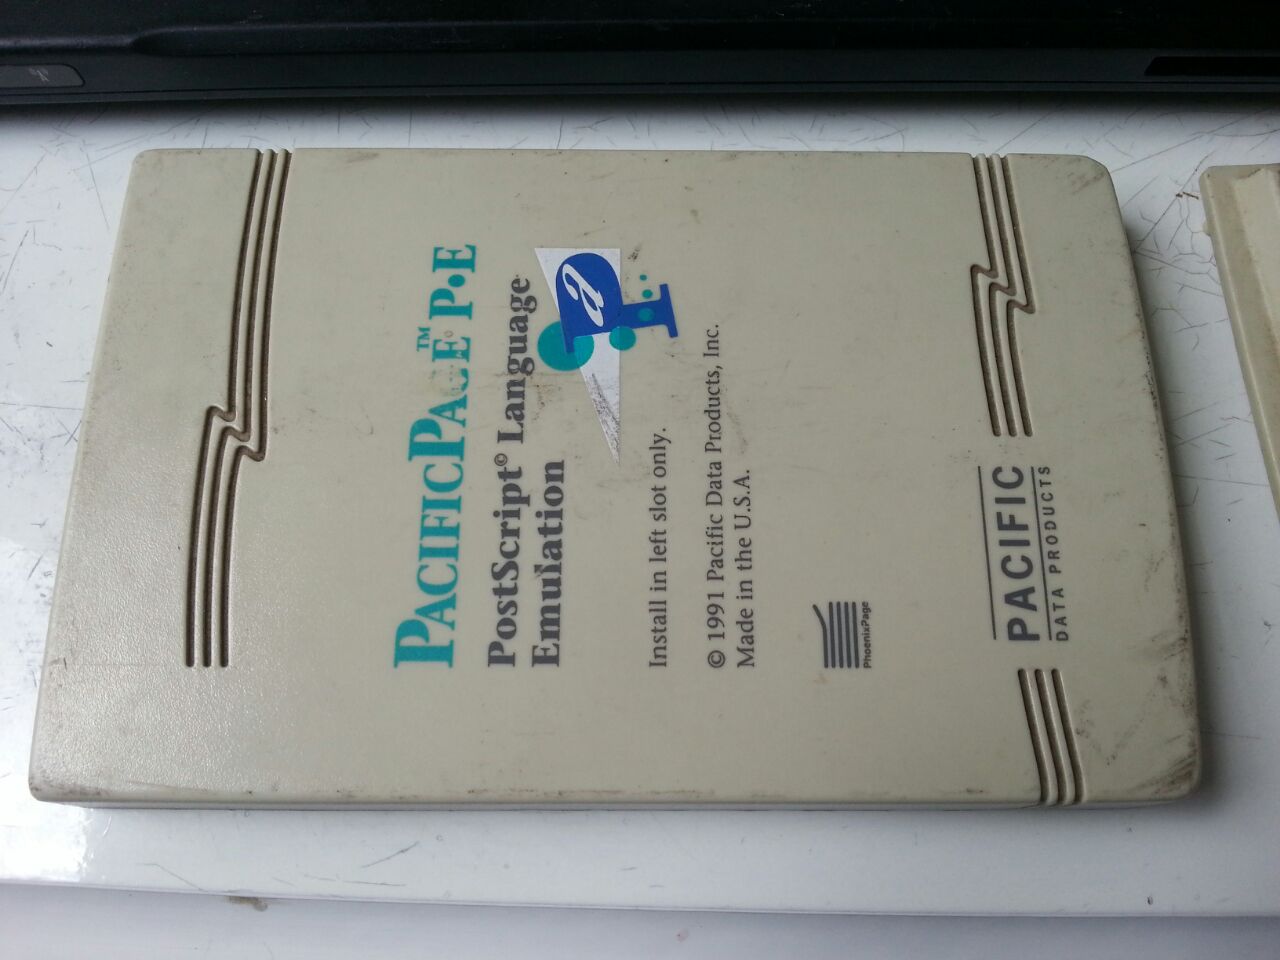 PACIFICPAGE™ P•E
PostScript© Language
Emulation
a
Install in left slot only.
© 1991 Pacific Data Products, Inc.
Made in the U.S.A.
PhoenixPage
PACIFIC
DATA PRODUCTS